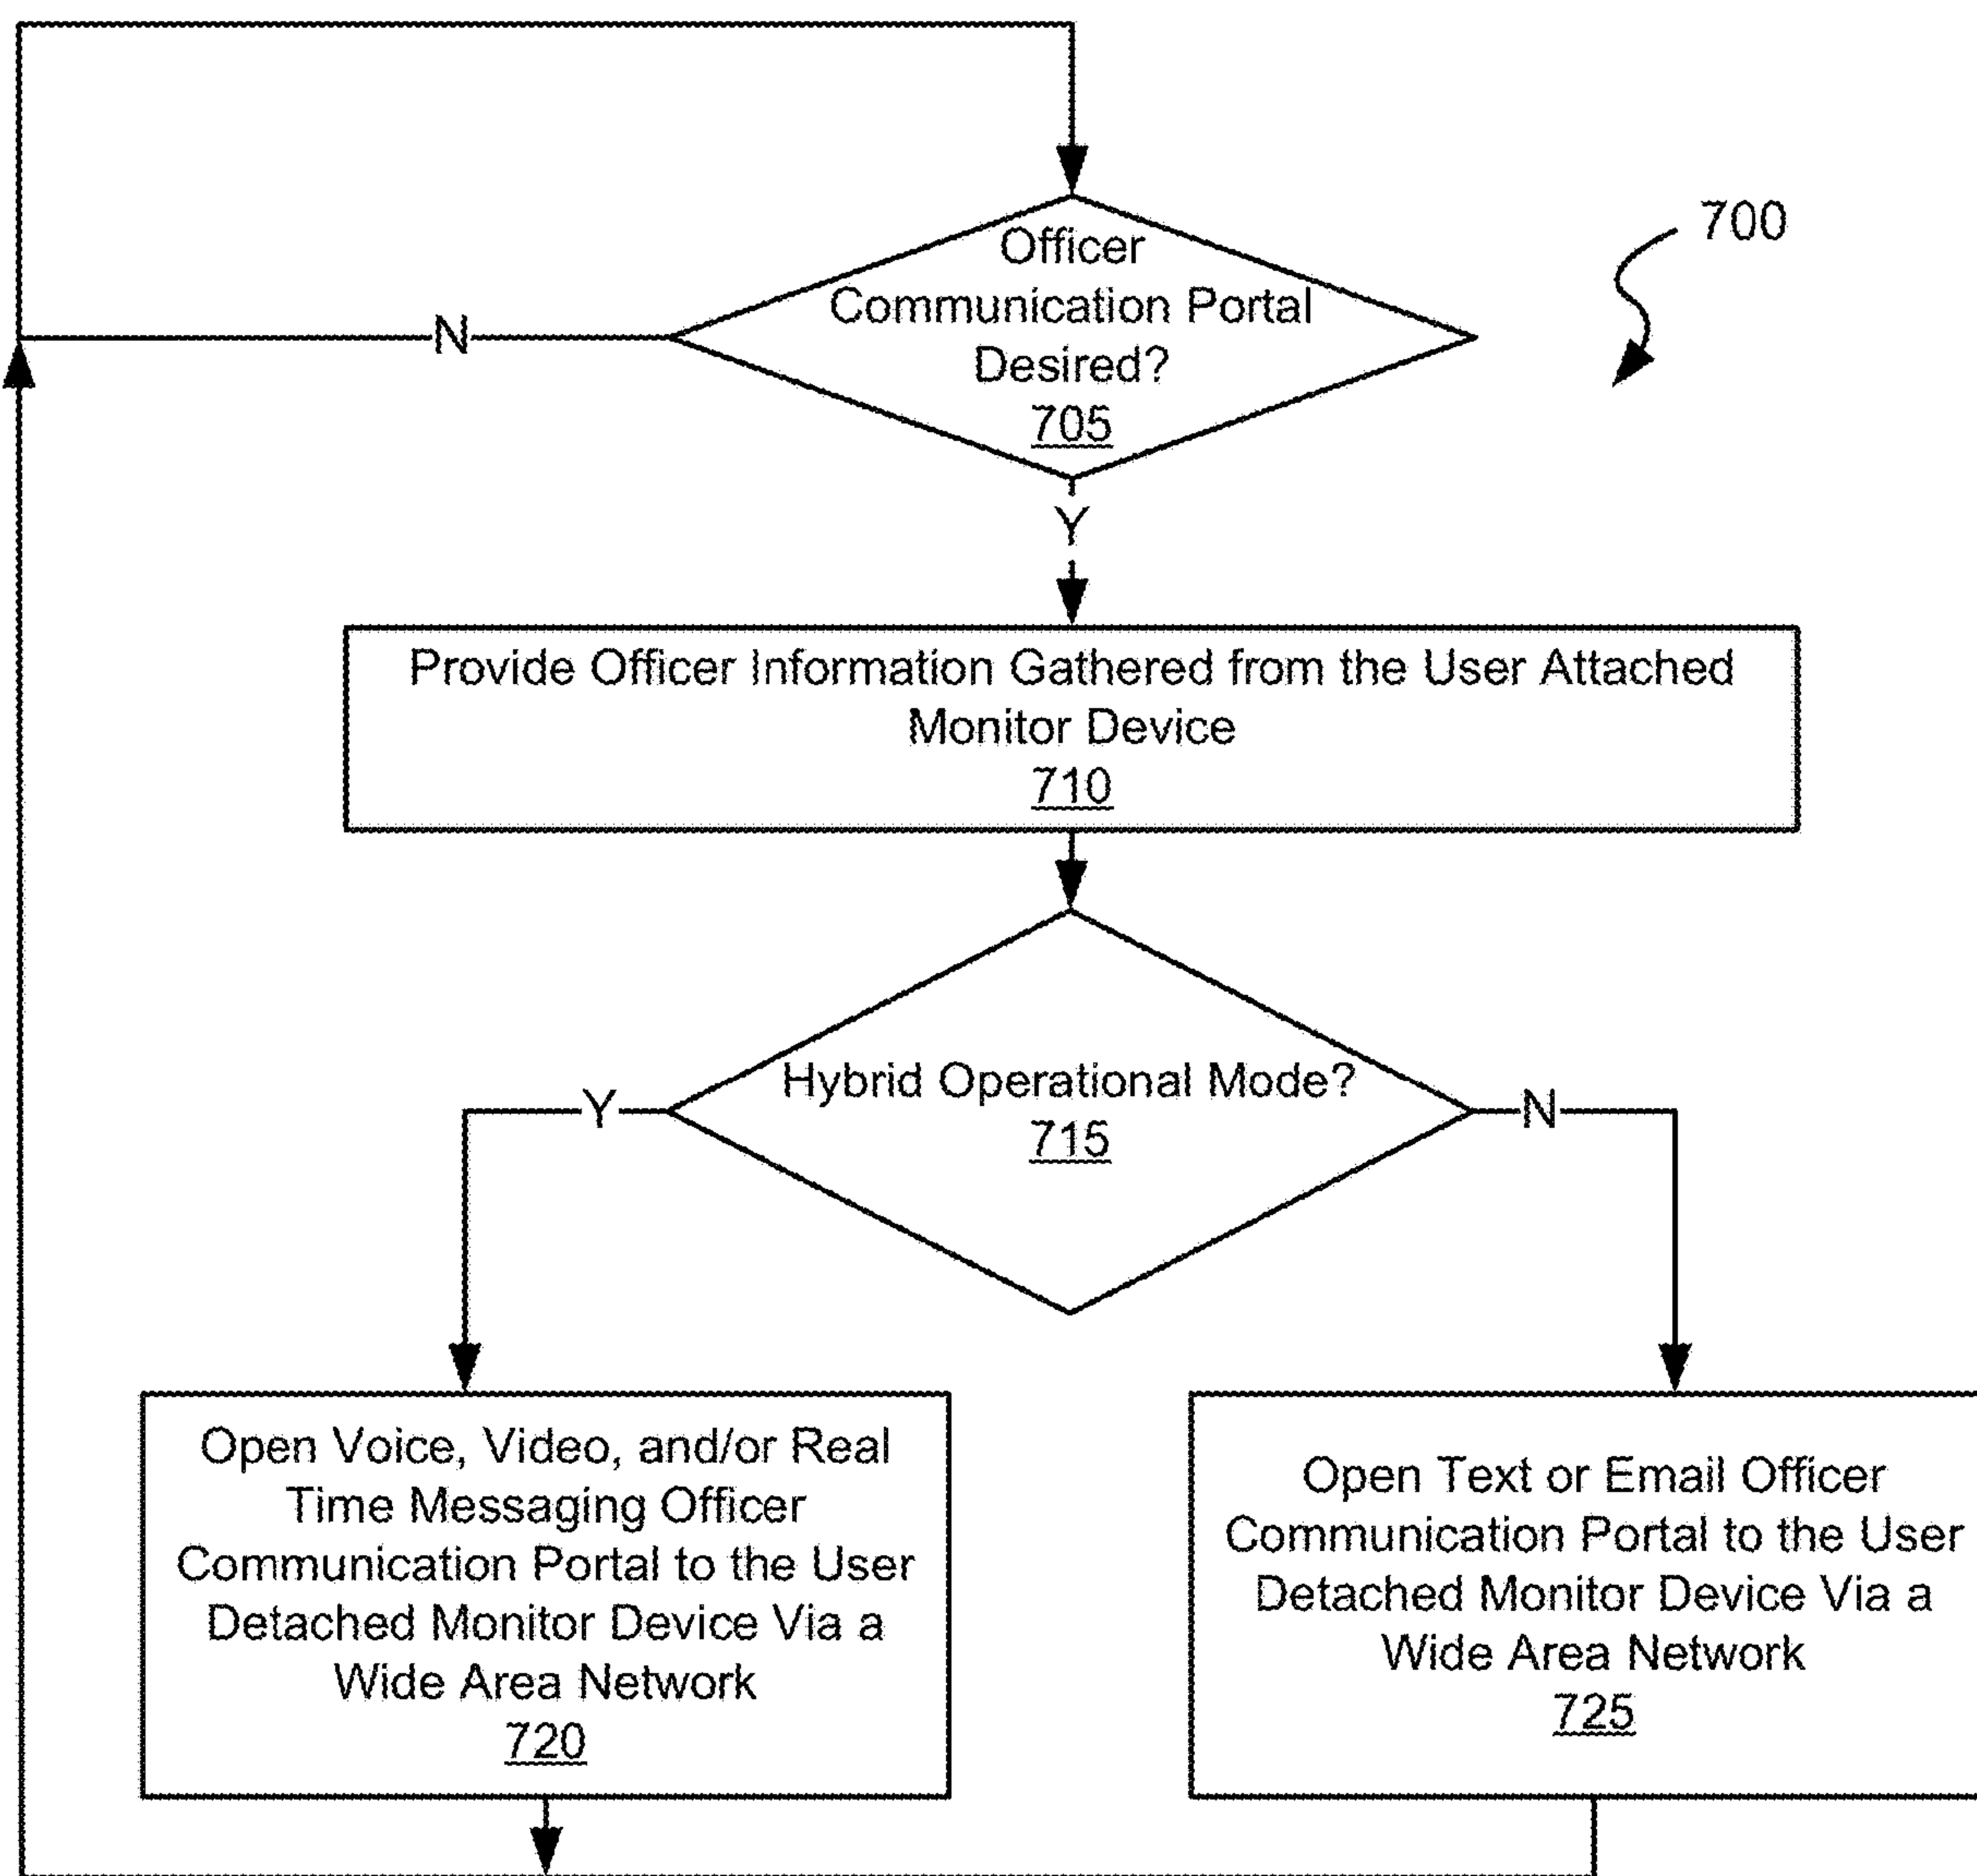 700
Officer
Communication Portal
Desired?
705
N
Y
Provide Officer Information Gathered from the User Attached
Monitor Device
710
Hybrid Operational Mode?
715
Y
N
Open Voice, Video, and/or Real
Time Messaging Officer
Communication Portal to the User
Detached Monitor Device Via a
Wide Area Network
720
Open Text or Email Officer
Communication Portal to the User
Detached Monitor Device Via a
Wide Area Network
725